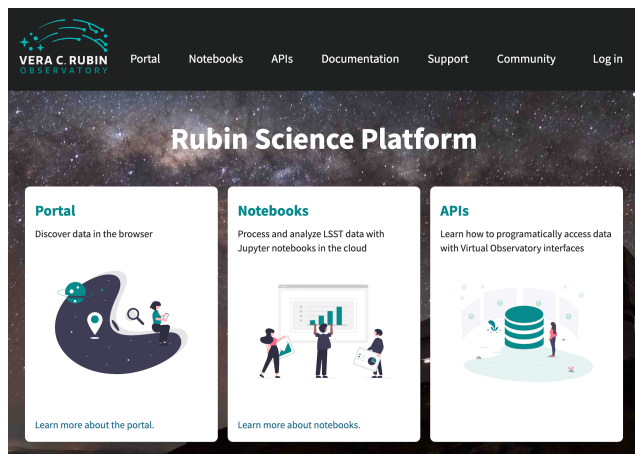 VERA C. RUBIN
OBSERVATORY
Portal Notebooks APIs Documentation Support Community Log in
Rubin Science Platform
Portal
Discover data in the browser
Learn more about the portal.
Notebooks
Process and analyze LSST data with
Jupyter notebooks in the cloud
Learn more about notebooks.
APIs
Learn how to programatically access data
with Virtual Observatory interfaces